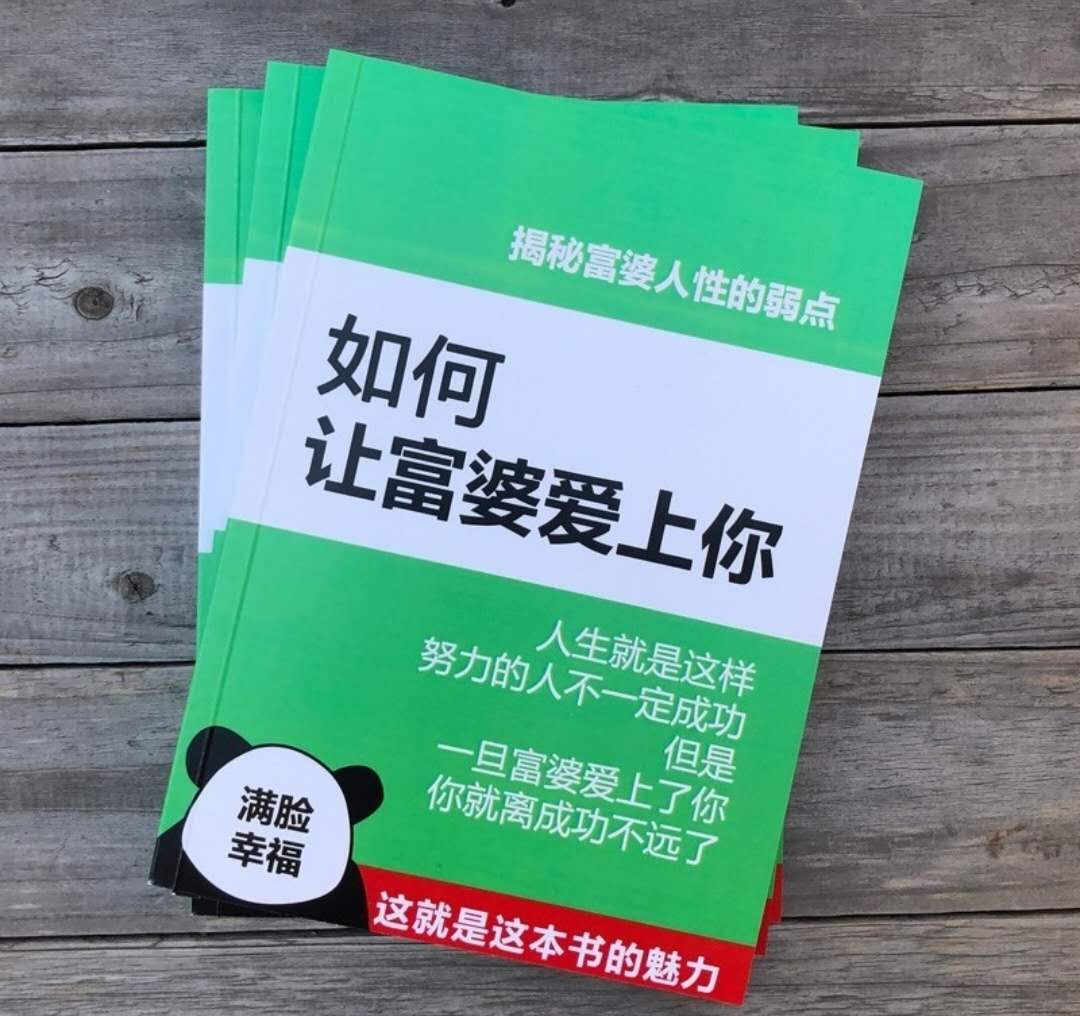 揭秘富婆人性的弱点
如何
让富婆爱上你
人生就是这样
努力的人不一定成功
但是
一旦富婆爱上了你
你就离成功不远了
满脸
幸福
这就是这本书的魅力